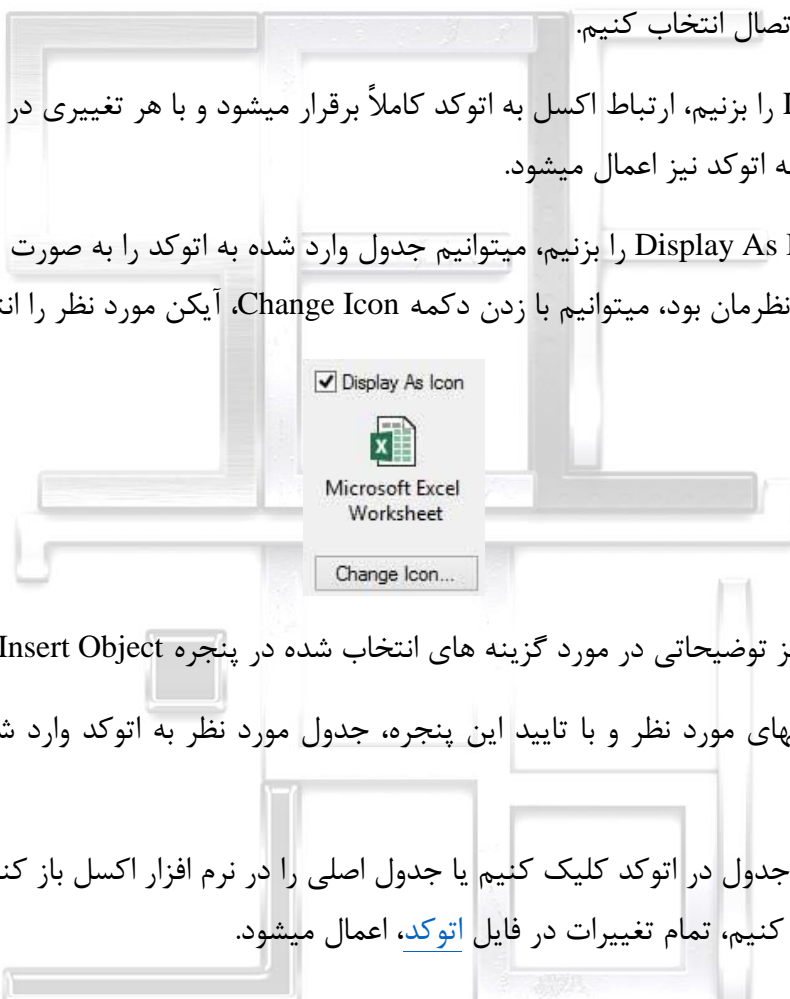 تصال انتخاب کنیم.
را بزنیم، ارتباط اکسل به اتوکد کاملاً برقرار میشود و با هر تغییری در
ه اتوکد نیز اعمال میشود.
Display As را بزنیم، میتوانیم جدول وارد شده به اتوکد را به صورت
نظرمان بود، میتوانیم با زدن دکمه Change Icon، آیکن مورد نظر را انت
Display As Icon
Microsoft Excel
Worksheet
Change Icon...
ز توضیحاتی در مورد گزینه های انتخاب شده در پنجره Insert Object
های مورد نظر و با تایید این پنجره، جدول مورد نظر به اتوکد وارد ش
جدول در اتوکد کلیک کنیم یا جدول اصلی را در نرم افزار اکسل باز کن
کنیم، تمام تغییرات در فایل اتوکد، اعمال میشود.